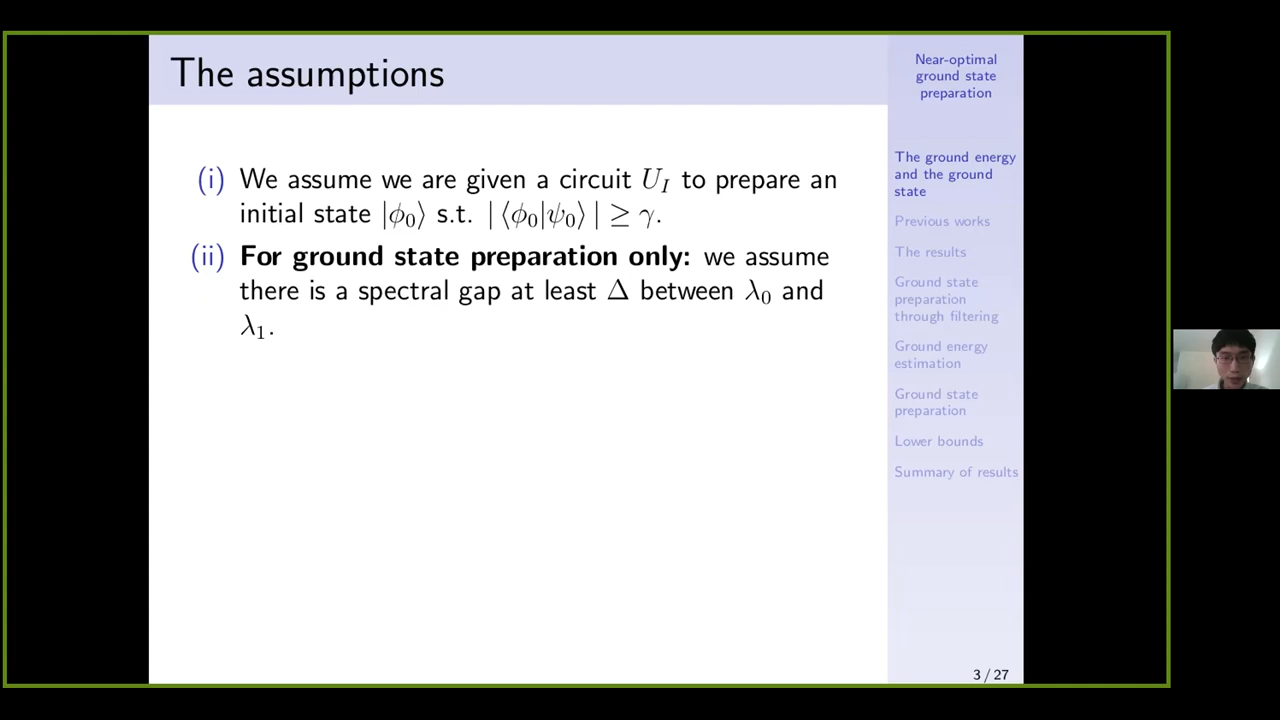 The assumptions
(i) We assume we are given a circuit U_I to prepare an
initial state |ϕ₀⟩ s.t. |⟨ϕ₀|ψ₀⟩| ≥ γ.
(ii) For ground state preparation only: we assume
there is a spectral gap at least Δ between λ₀ and
λ₁.
Near-optimal
ground state
preparation
The ground energy
and the ground
state
Previous works
The results
Ground state
preparation
through filtering
Ground energy
estimation
Ground state
preparation
Lower bounds
Summary of results
3 / 27